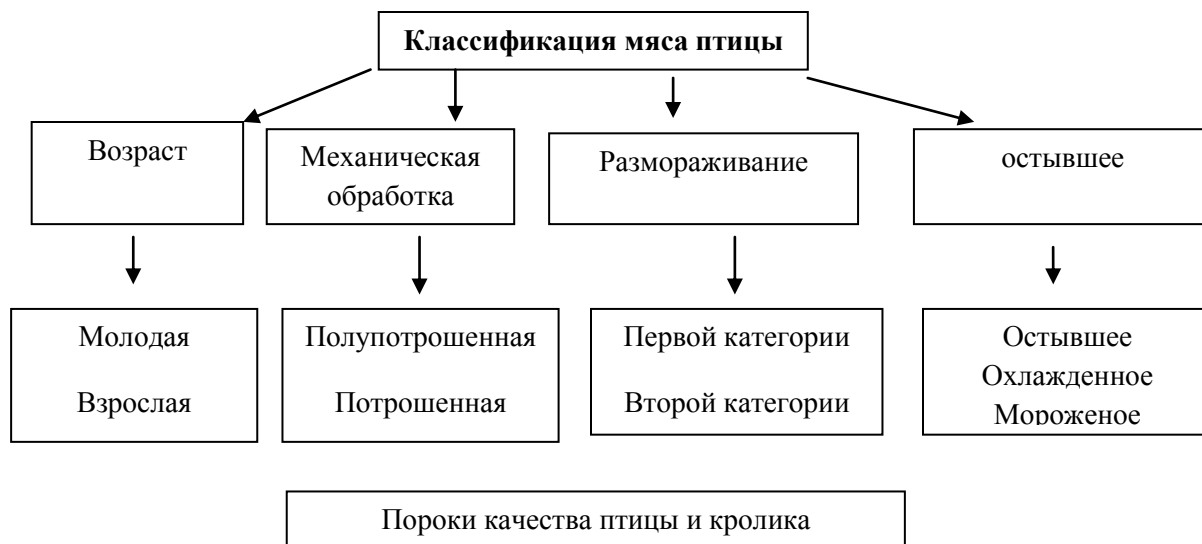 Классификация мяса птицы
Возраст
Механическая
обработка
Размораживание
остывшее
Молодая
Взрослая
Полупотрошенная
Потрошенная
Первой категории
Второй категории
Остывшее
Охлажденное
Мороженое
Пороки качества птицы и кролика